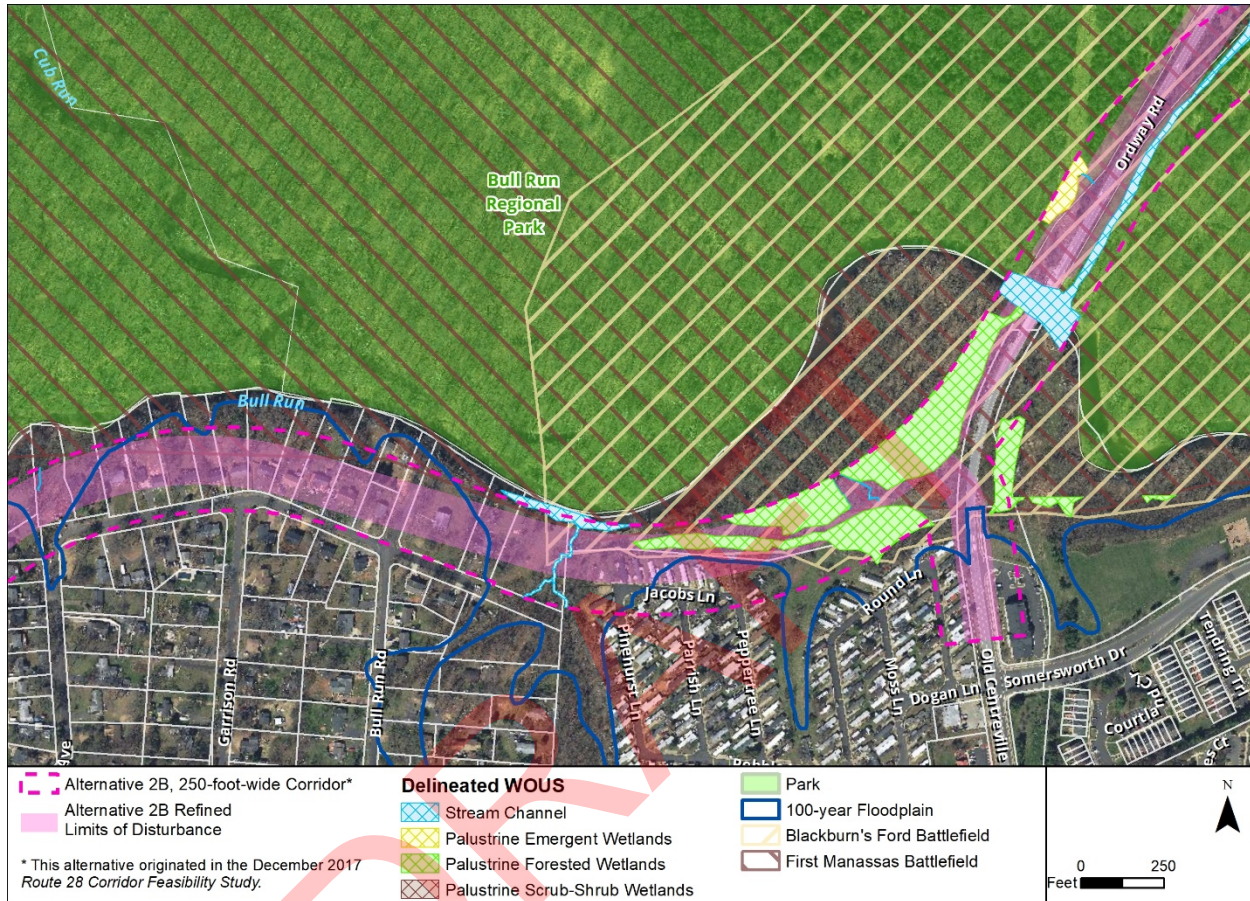 Cub Run
Bull Run
Regional
Park
Ordway Rd
Bull Run
Jacobs Ln
Round Ln
Pinehurst Ln
Parrish Ln
Peppertree Ln
Moss Ln
Dogan Ln
Old Centreville
Somersworth Dr
Tendring Trl
Garrison Rd
Bull Run Rd
Alternative 2B, 250-foot-wide Corridor*
Alternative 2B Refined
Limits of Disturbance
* This alternative originated in the December 2017
Route 28 Corridor Feasibility Study.
Delineated WOUS
Stream Channel
Palustrine Emergent Wetlands
Palustrine Forested Wetlands
Palustrine Scrub-Shrub Wetlands
Park
100-year Floodplain
Blackburn's Ford Battlefield
First Manassas Battlefield
N
0 250
Feet